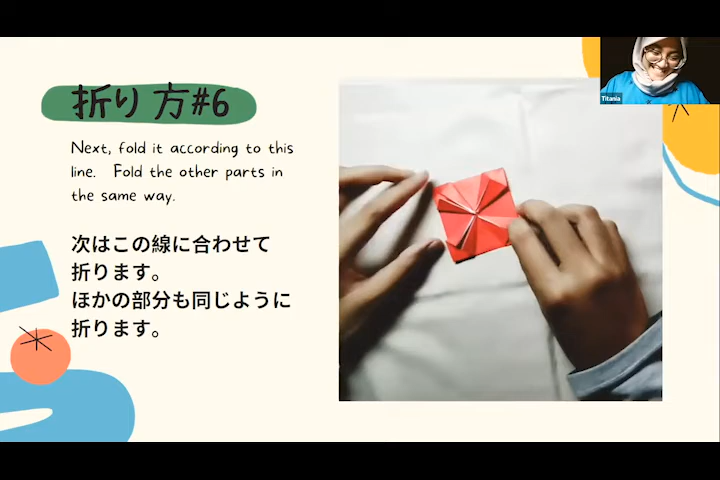 折り方#6
Next, fold it according to this
line. Fold the other parts in
the same way.
次はこの線に合わせて
折ります。
ほかの部分も同じように
折ります。
Titania